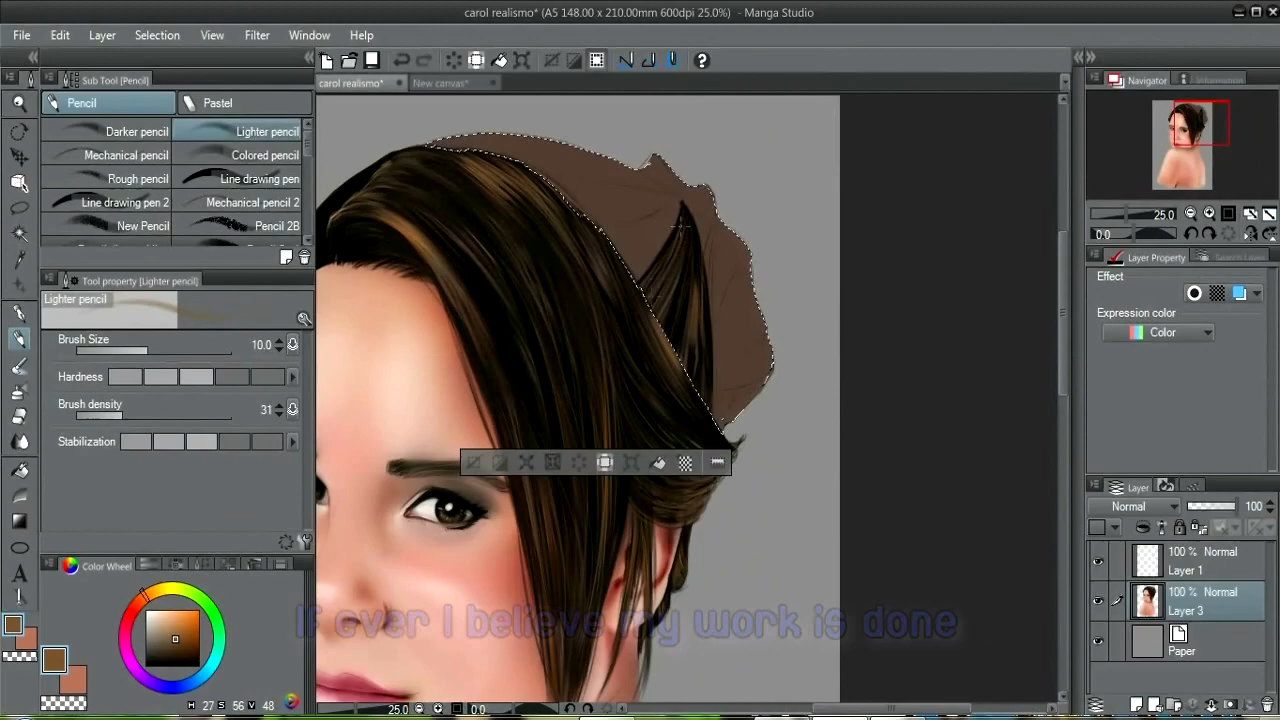 carol realismo* (A5 148.00 x 210.00mm 600dpi 25.0%) - Manga Studio
File Edit Layer Selection View Filter Window Help
Sub Tool [Pencil]
Pencil Pastel
Darker pencil Lighter pencil
Mechanical pencil Colored pencil
Rough pencil Line drawing pen
Line drawing pen 2 Mechanical pencil 2
New Pencil Pencil 2B
Tool property [Lighter pencil]
Lighter pencil
Brush Size 10.0
Hardness
Brush density 31
Stabilization
Color Wheel
H 27 S 56 V 48
carol realismo* New canvas*
If ever I believe my work is done
25.0 0.0
Navigator Information
25.0
0.0
Layer Property Search Layer
Effect
Expression color
Color
Layer
Normal 100
100 % Normal
Layer 1
100 % Normal
Layer 3
Paper